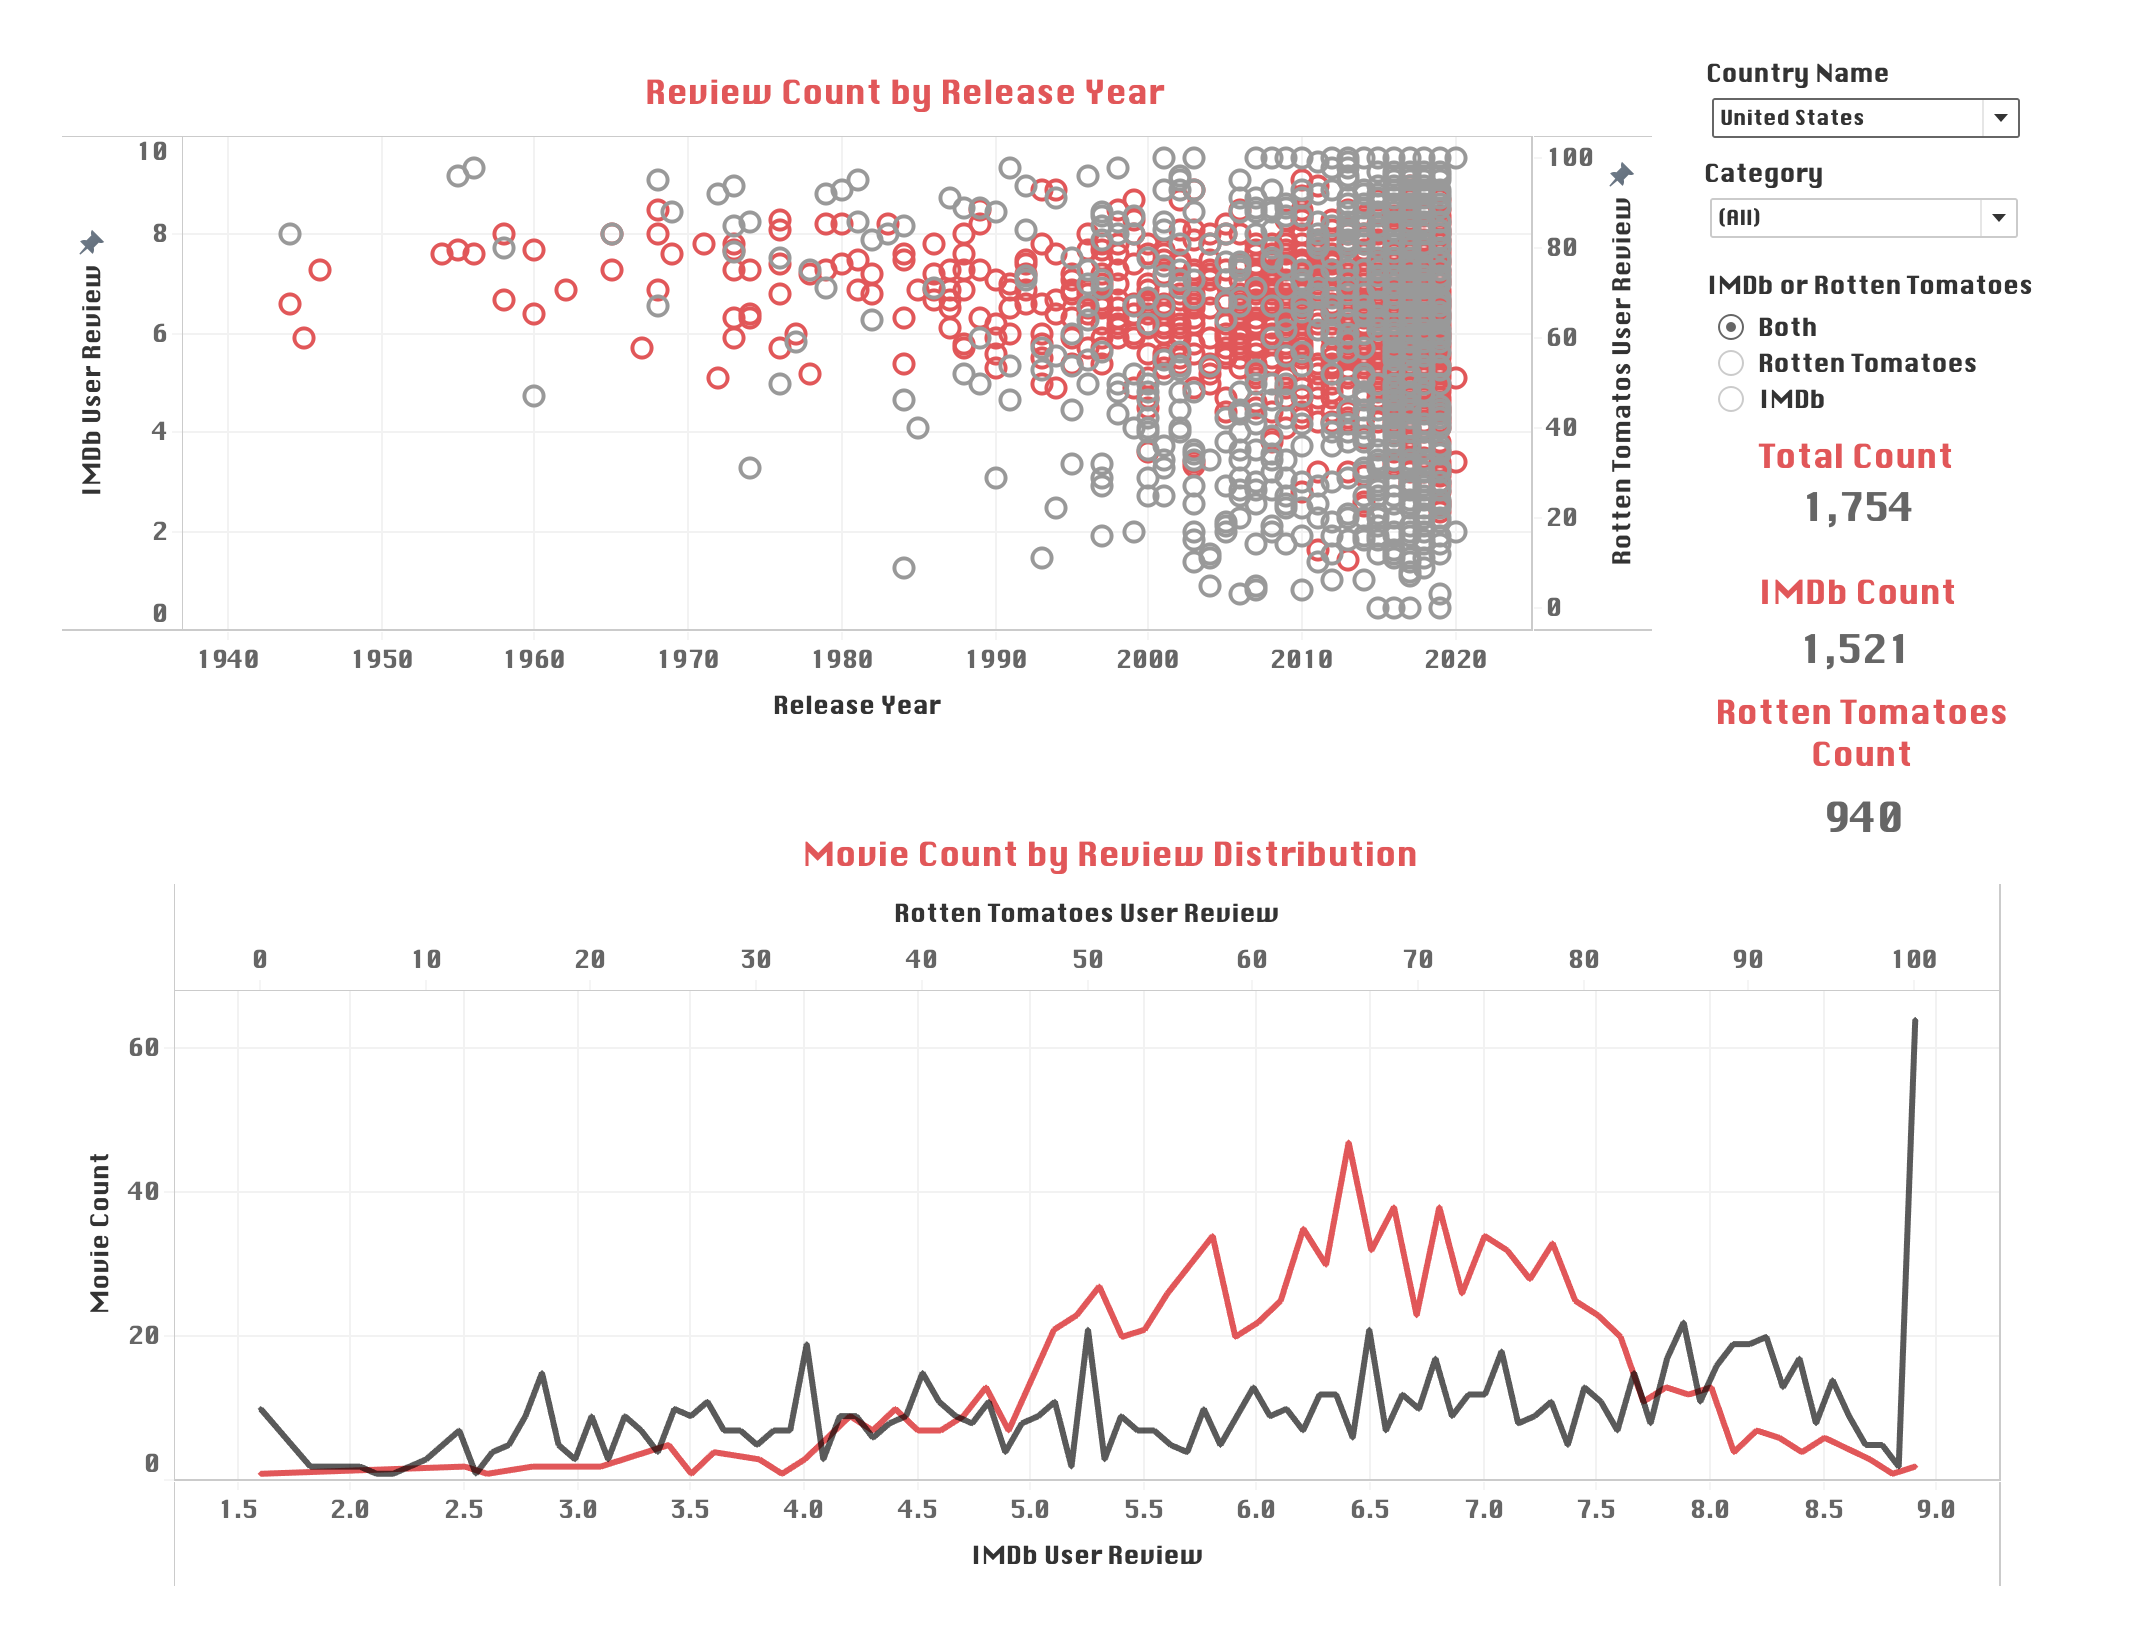 Review Count by Release Year
IMDb User Review
10
8
6
4
2
0
100
80
60
40
20
0
Rotten Tomatos User Review
1940 1950 1960 1970 1980 1990 2000 2010 2020
Release Year
Country Name
United States
Category
(All)
IMDb or Rotten Tomatoes
Both
Rotten Tomatoes
IMDb
Total Count
1,754
IMDb Count
1,521
Rotten Tomatoes
Count
940
Movie Count by Review Distribution
Rotten Tomatoes User Review
0 10 20 30 40 50 60 70 80 90 100
Movie Count
60
40
20
0
1.5 2.0 2.5 3.0 3.5 4.0 4.5 5.0 5.5 6.0 6.5 7.0 7.5 8.0 8.5 9.0
IMDb User Review